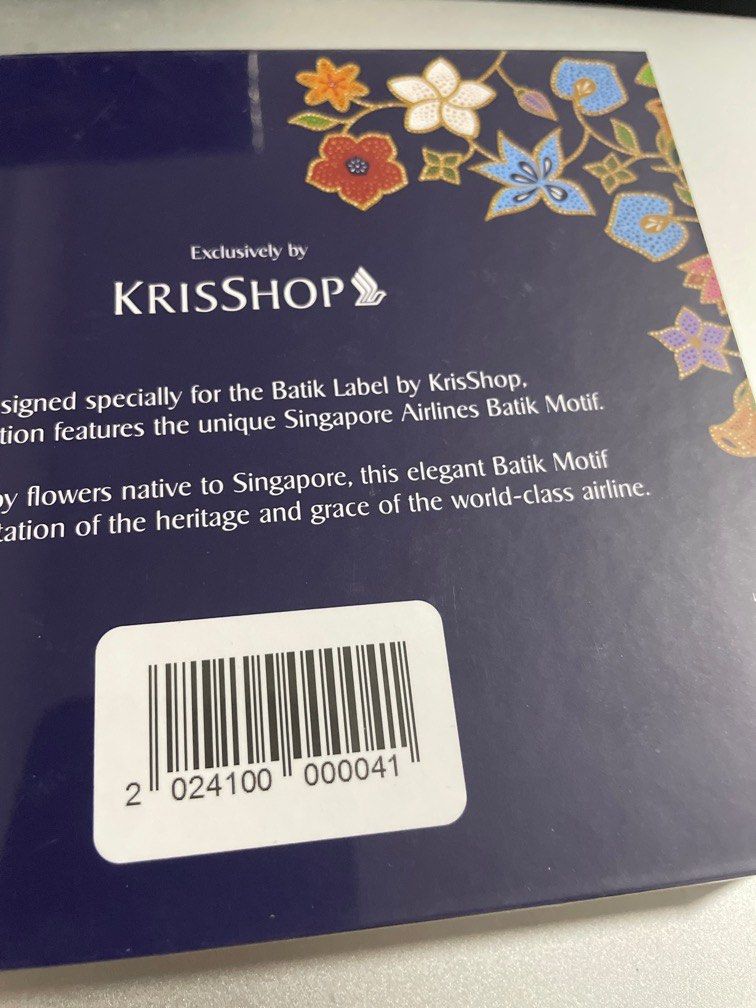 Exclusively by
KRISSHOP
signed specially for the Batik Label by KrisShop,
tion features the unique Singapore Airlines Batik Motif.
by flowers native to Singapore, this elegant Batik Motif
tation of the heritage and grace of the world-class airline.
2 024100 000041